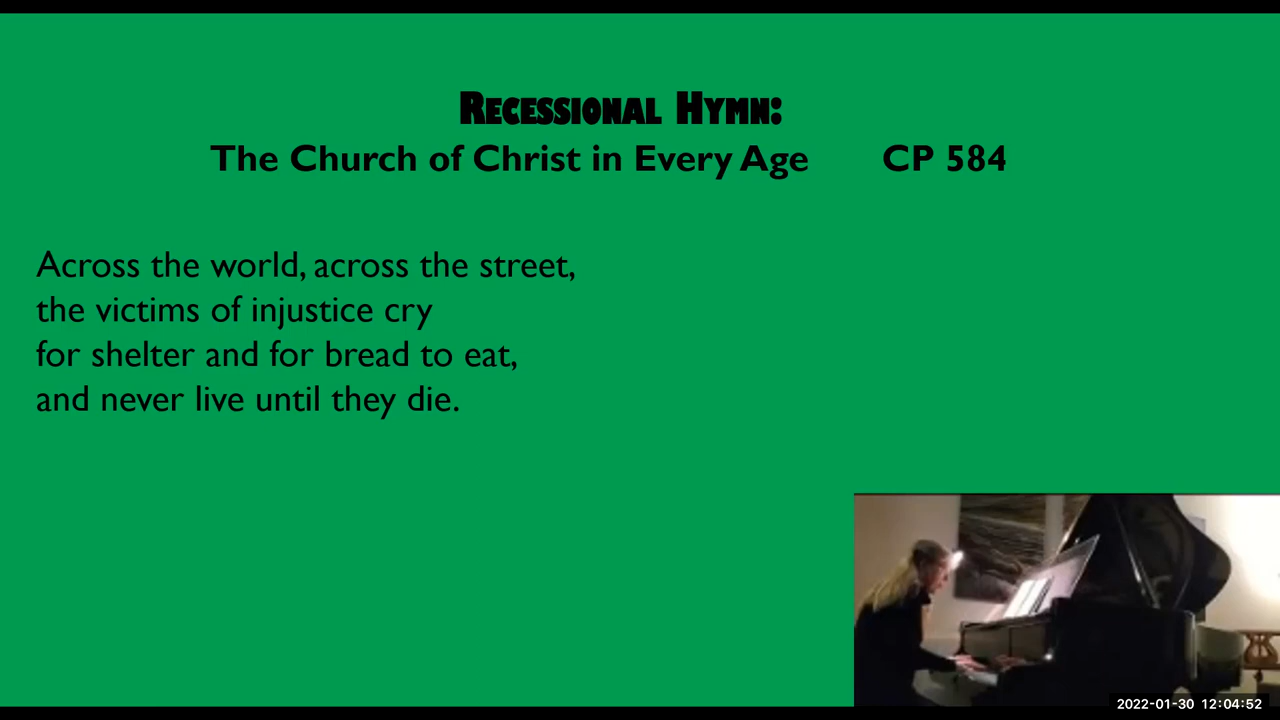 Recessional Hymn:
The Church of Christ in Every Age CP 584
Across the world, across the street,
the victims of injustice cry
for shelter and for bread to eat,
and never live until they die.
2022-01-30 12:04:52